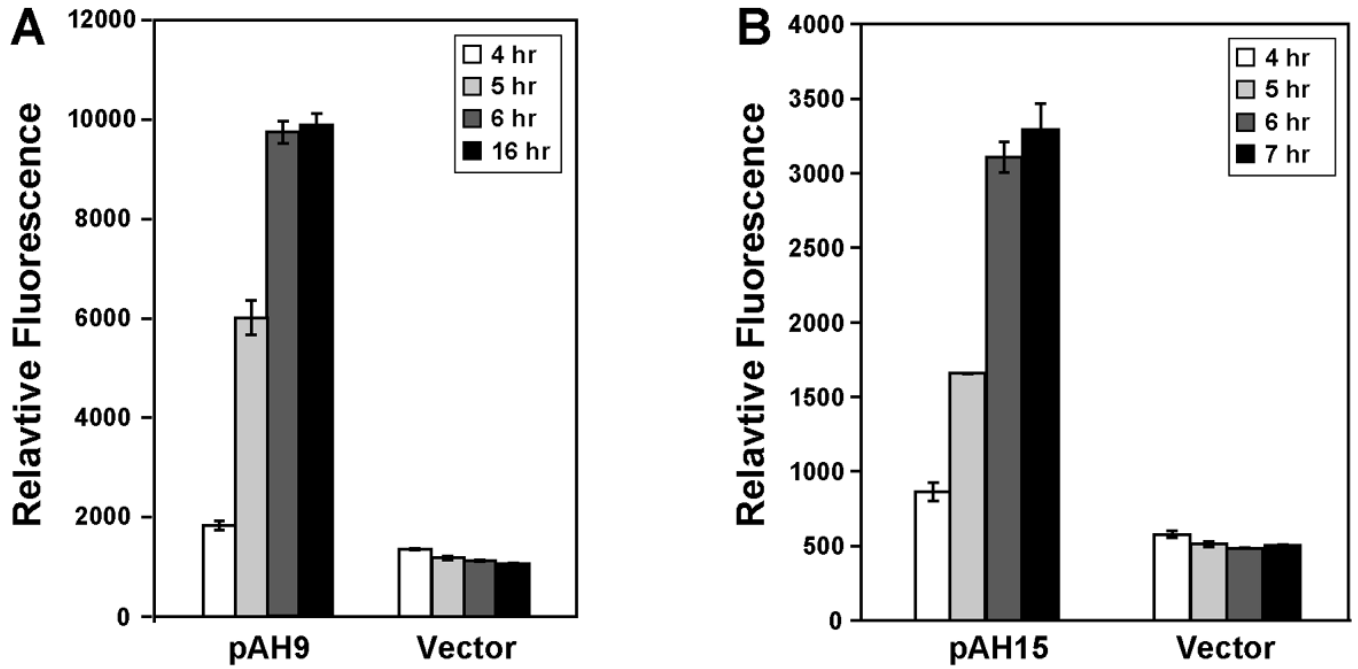 A
Relavtive Fluorescence
12000
10000
8000
6000
4000
2000
0
4 hr
5 hr
6 hr
16 hr
pAH9
Vector
B
Relavtive Fluorescence
4000
3500
3000
2500
2000
1500
1000
500
0
4 hr
5 hr
6 hr
7 hr
pAH15
Vector